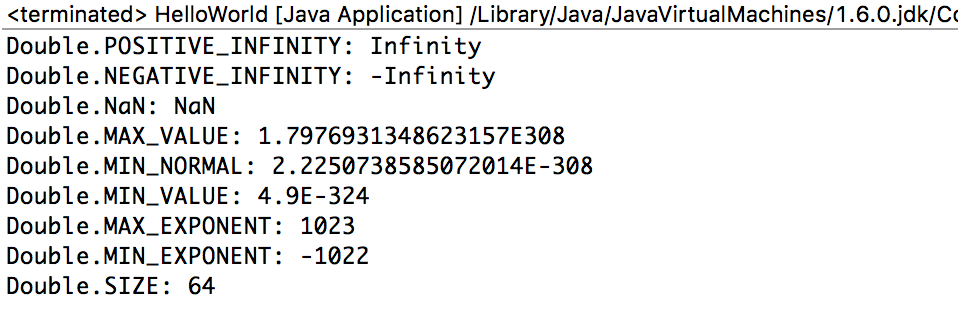 <terminated> HelloWorld [Java Application] /Library/Java/JavaVirtualMachines/1.6.0.jdk/Co
Double.POSITIVE_INFINITY: Infinity
Double.NEGATIVE_INFINITY: -Infinity
Double.NaN: NaN
Double.MAX_VALUE: 1.7976931348623157E308
Double.MIN_NORMAL: 2.2250738585072014E-308
Double.MIN_VALUE: 4.9E-324
Double.MAX_EXPONENT: 1023
Double.MIN_EXPONENT: -1022
Double.SIZE: 64